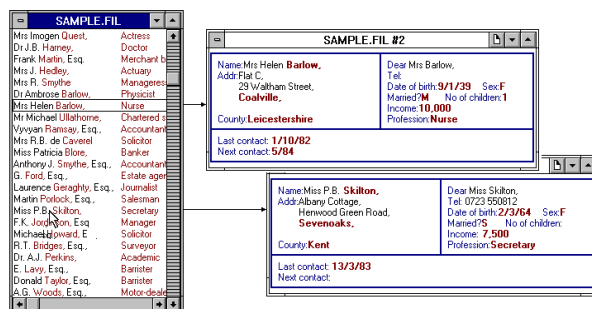 SAMPLE.FIL
Mrs Imogen Quest, Actress
Dr J.B. Harney, Doctor
Frank Martin, Esq. Merchant b
Mrs J. Hedley, Actuary
Mrs R. Smythe Manageress
Dr Ambrose Barlow, Physicist
Mrs Helen Barlow, Nurse
Mr Michael Ullathorne, Chartered s
Vyvyan Ramsay, Esq., Accountant
Mrs R.B. de Caverel Solicitor
Miss Patricia Blore, Banker
Anthony J. Smythe, Esq., Accountant
G. Ford, Esq., Estate agen
Laurence Geraghty, Esq., Journalist
Martin Porlock, Esq., Salesman
Miss P.B. Skilton, Secretary
F.K. Jordeson, Esq Manager
Michael Howard, E Solicitor
R.T. Bridges, Esq., Surveyor
Dr. A.J. Perkins, Academic
E. Lavy, Esq., Barrister
Donald Taylor, Esq, Barrister
A.G. Woods, Esq., Motor-deale
SAMPLE.FIL #2
Name:Mrs Helen Barlow,
Addr:Flat C,
29 Waltham Street,
Coalville,
County:Leicestershire
Dear Mrs Barlow,
Tel:
Date of birth:9/1/39 Sex:F
Married?M No of children:1
Income:10,000
Profession:Nurse
Last contact: 1/10/82
Next contact:5/84
Name:Miss P.B. Skilton,
Addr:Albany Cottage,
Henwood Green Road,
Sevenoaks,
County:Kent
Dear Miss Skilton,
Tel: 0723 550812
Date of birth:2/3/64 Sex:F
Married?S No of children:
Income: 7,500
Profession:Secretary
Last contact: 13/3/83
Next contact: